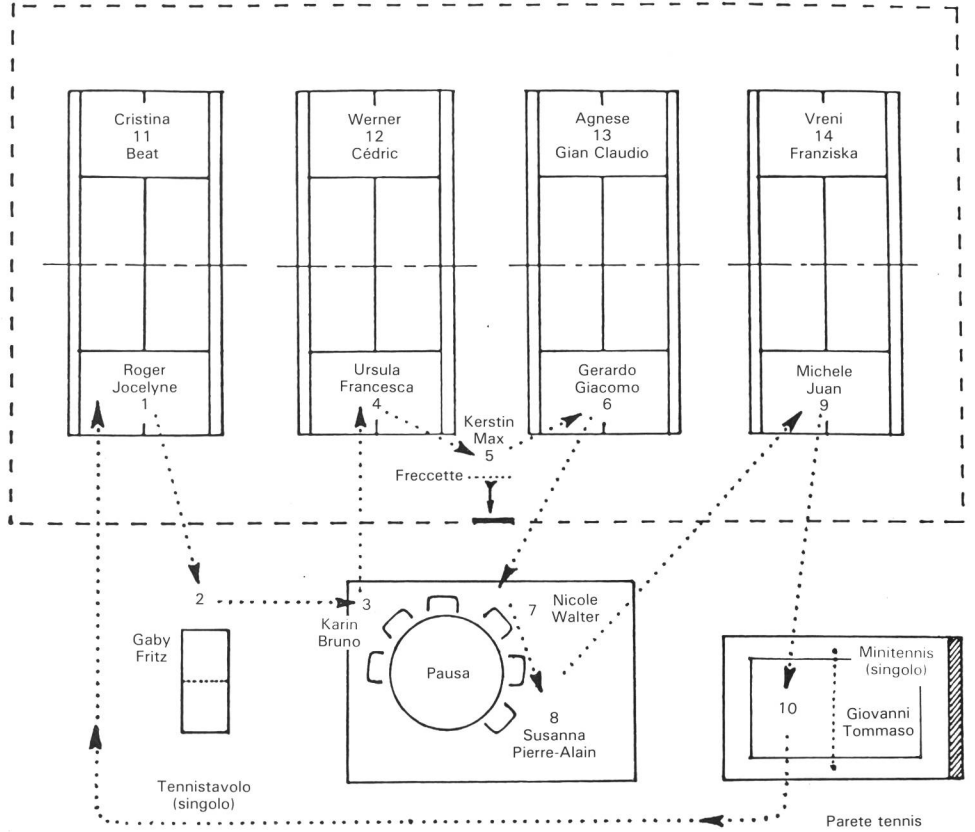 Cristina
11
Beat
Werner
12
Cédric
Agnese
13
Gian Claudio
Vreni
14
Franziska
Roger
Jocelyne
1
Ursula
Francesca
4
Kerstin
Max
5
Freccette
Gerardo
Giacomo
6
Michele
Juan
9
2
Gaby
Fritz
Tennistavolo
(singolo)
3
Karin
Bruno
Pausa
7
Nicole
Walter
8
Susanna
Pierre-Alain
Minitennis
(singolo)
10
Giovanni
Tommaso
Parete tennis